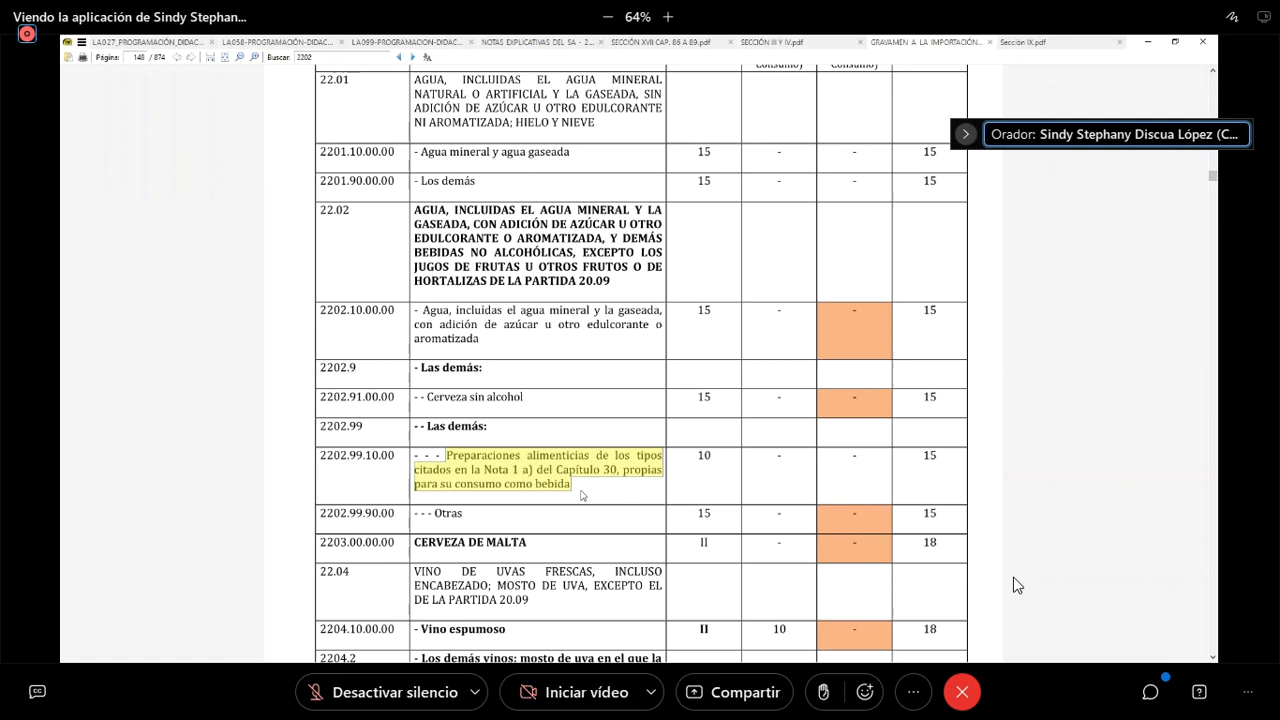 Viendo la aplicación de Sindy Stephan...
64%
LA027_PROGRAMACIÓN_DIDAC...
LA058-PROGRAMACIÓN-DIDAC...
LA099-PROGRAMACION-DIDAC...
NOTAS EXPLICATIVAS DEL SA - 2...
SECCIÓN XVII CAP. 86 A 89.pdf
SECCIÓN III Y IV.pdf
GRAVAMEN A LA IMPORTACIÓN...
Sección IX.pdf
Página: 148 / 874
Buscar: 2202
Consumo) Consumo)
22.01 AGUA, INCLUIDAS EL AGUA MINERAL
NATURAL O ARTIFICIAL Y LA GASEADA, SIN
ADICIÓN DE AZÚCAR U OTRO EDULCORANTE
NI AROMATIZADA; HIELO Y NIEVE
Orador: Sindy Stephany Discua López (C...
2201.10.00.00 - Agua mineral y agua gaseada 15 - - 15
2201.90.00.00 - Los demás 15 - - 15
22.02 AGUA, INCLUIDAS EL AGUA MINERAL Y LA
GASEADA, CON ADICIÓN DE AZÚCAR U OTRO
EDULCORANTE O AROMATIZADA, Y DEMÁS
BEBIDAS NO ALCOHÓLICAS, EXCEPTO LOS
JUGOS DE FRUTAS U OTROS FRUTOS O DE
HORTALIZAS DE LA PARTIDA 20.09
2202.10.00.00 - Agua, incluidas el agua mineral y la gaseada, 15 - - 15
con adición de azúcar u otro edulcorante o
aromatizada
2202.9 - Las demás:
2202.91.00.00 - - Cerveza sin alcohol 15 - - 15
2202.99 - - Las demás:
2202.99.10.00 - - - Preparaciones alimenticias de los tipos 10 - - 15
citados en la Nota 1 a) del Capítulo 30, propias
para su consumo como bebida
2202.99.90.00 - - - Otras 15 - - 15
2203.00.00.00 CERVEZA DE MALTA II - - 18
22.04 VINO DE UVAS FRESCAS, INCLUSO
ENCABEZADO; MOSTO DE UVA, EXCEPTO EL
DE LA PARTIDA 20.09
2204.10.00.00 - Vino espumoso II 10 - 18
2204.2 - Los demás vinos; mosto de uva en el que la
Desactivar silencio
Iniciar vídeo
Compartir